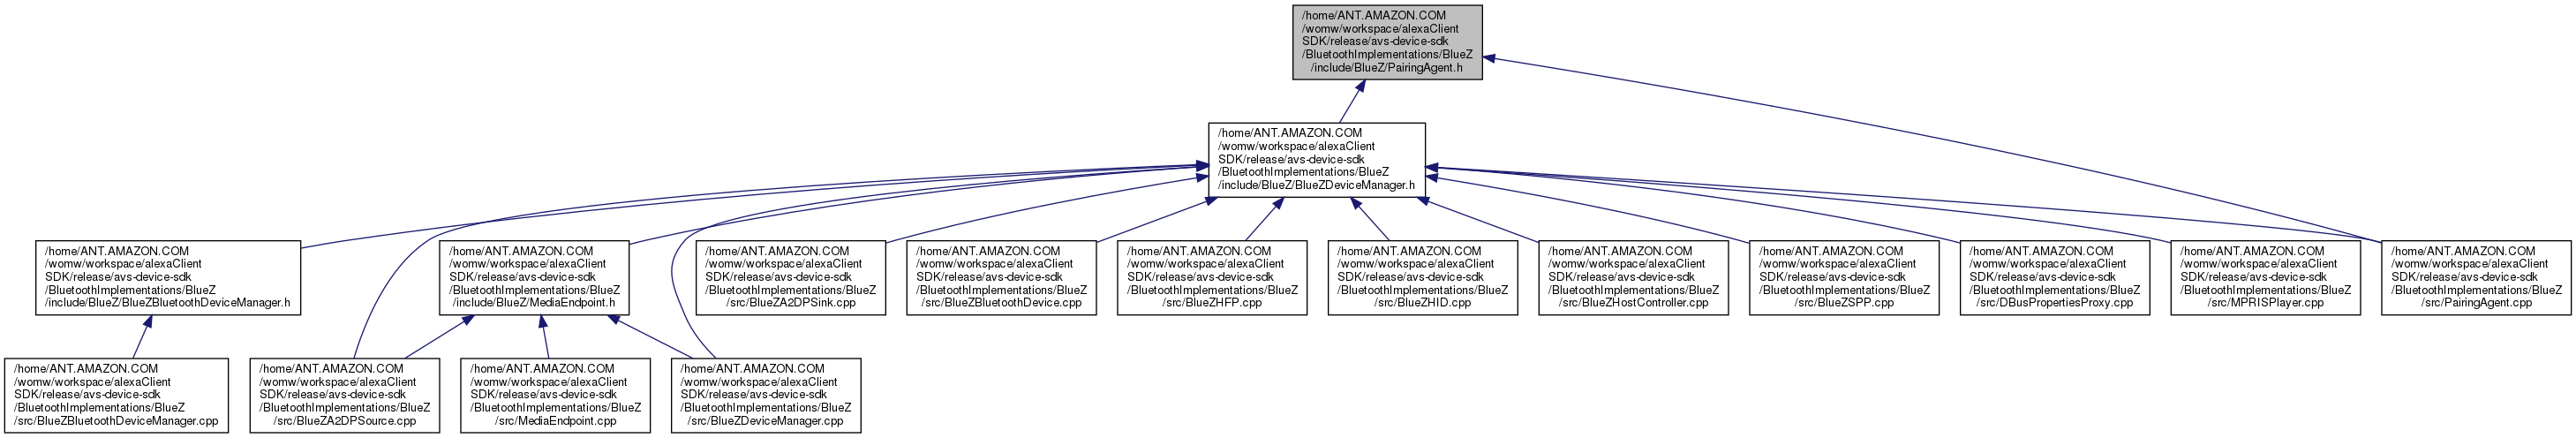 /home/ANT.AMAZON.COM
/womw/workspace/alexaClient
SDK/release/avs-device-sdk
/BluetoothImplementations/BlueZ
/include/BlueZ/PairingAgent.h
/home/ANT.AMAZON.COM
/womw/workspace/alexaClient
SDK/release/avs-device-sdk
/BluetoothImplementations/BlueZ
/include/BlueZ/BlueZDeviceManager.h
/home/ANT.AMAZON.COM
/womw/workspace/alexaClient
SDK/release/avs-device-sdk
/BluetoothImplementations/BlueZ
/include/BlueZ/BlueZBluetoothDeviceManager.h
/home/ANT.AMAZON.COM
/womw/workspace/alexaClient
SDK/release/avs-device-sdk
/BluetoothImplementations/BlueZ
/include/BlueZ/MediaEndpoint.h
/home/ANT.AMAZON.COM
/womw/workspace/alexaClient
SDK/release/avs-device-sdk
/BluetoothImplementations/BlueZ
/src/BlueZA2DPSink.cpp
/home/ANT.AMAZON.COM
/womw/workspace/alexaClient
SDK/release/avs-device-sdk
/BluetoothImplementations/BlueZ
/src/BlueZBluetoothDevice.cpp
/home/ANT.AMAZON.COM
/womw/workspace/alexaClient
SDK/release/avs-device-sdk
/BluetoothImplementations/BlueZ
/src/BlueZHFP.cpp
/home/ANT.AMAZON.COM
/womw/workspace/alexaClient
SDK/release/avs-device-sdk
/BluetoothImplementations/BlueZ
/src/BlueZHID.cpp
/home/ANT.AMAZON.COM
/womw/workspace/alexaClient
SDK/release/avs-device-sdk
/BluetoothImplementations/BlueZ
/src/BlueZHostController.cpp
/home/ANT.AMAZON.COM
/womw/workspace/alexaClient
SDK/release/avs-device-sdk
/BluetoothImplementations/BlueZ
/src/BlueZSPP.cpp
/home/ANT.AMAZON.COM
/womw/workspace/alexaClient
SDK/release/avs-device-sdk
/BluetoothImplementations/BlueZ
/src/DBusPropertiesProxy.cpp
/home/ANT.AMAZON.COM
/womw/workspace/alexaClient
SDK/release/avs-device-sdk
/BluetoothImplementations/BlueZ
/src/MPRISPlayer.cpp
/home/ANT.AMAZON.COM
/womw/workspace/alexaClient
SDK/release/avs-device-sdk
/BluetoothImplementations/BlueZ
/src/PairingAgent.cpp
/home/ANT.AMAZON.COM
/womw/workspace/alexaClient
SDK/release/avs-device-sdk
/BluetoothImplementations/BlueZ
/src/BlueZBluetoothDeviceManager.cpp
/home/ANT.AMAZON.COM
/womw/workspace/alexaClient
SDK/release/avs-device-sdk
/BluetoothImplementations/BlueZ
/src/BlueZA2DPSource.cpp
/home/ANT.AMAZON.COM
/womw/workspace/alexaClient
SDK/release/avs-device-sdk
/BluetoothImplementations/BlueZ
/src/MediaEndpoint.cpp
/home/ANT.AMAZON.COM
/womw/workspace/alexaClient
SDK/release/avs-device-sdk
/BluetoothImplementations/BlueZ
/src/BlueZDeviceManager.cpp